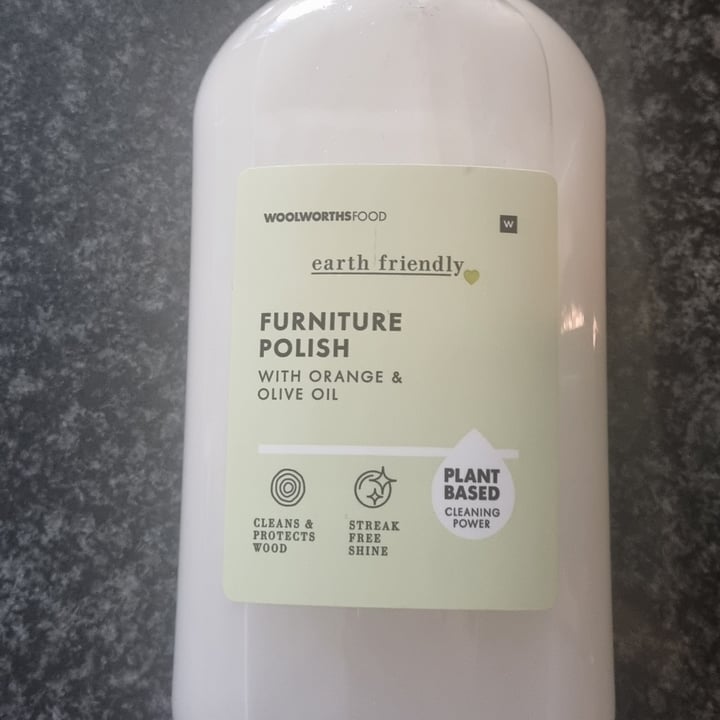 WOOLWORTHSFOOD
W
earth friendly
FURNITURE
POLISH
WITH ORANGE &
OLIVE OIL
CLEANS &
PROTECTS
WOOD
STREAK
FREE
SHINE
PLANT
BASED
CLEANING
POWER